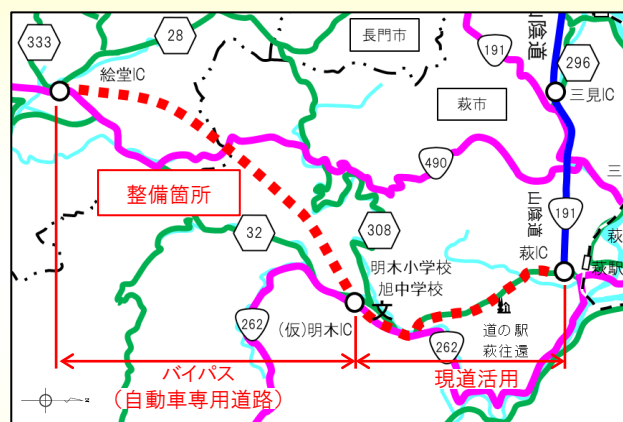 333
28
長門市
191
山陰道
296
絵堂IC
三見IC
萩市
490
三
整備箇所
山陰道
191
32
308
萩
萩IC
萩駅
明木小学校
旭中学校
文
(仮)明木IC
262
道の駅
萩往還
262
バイパス
(自動車専用道路)
現道活用